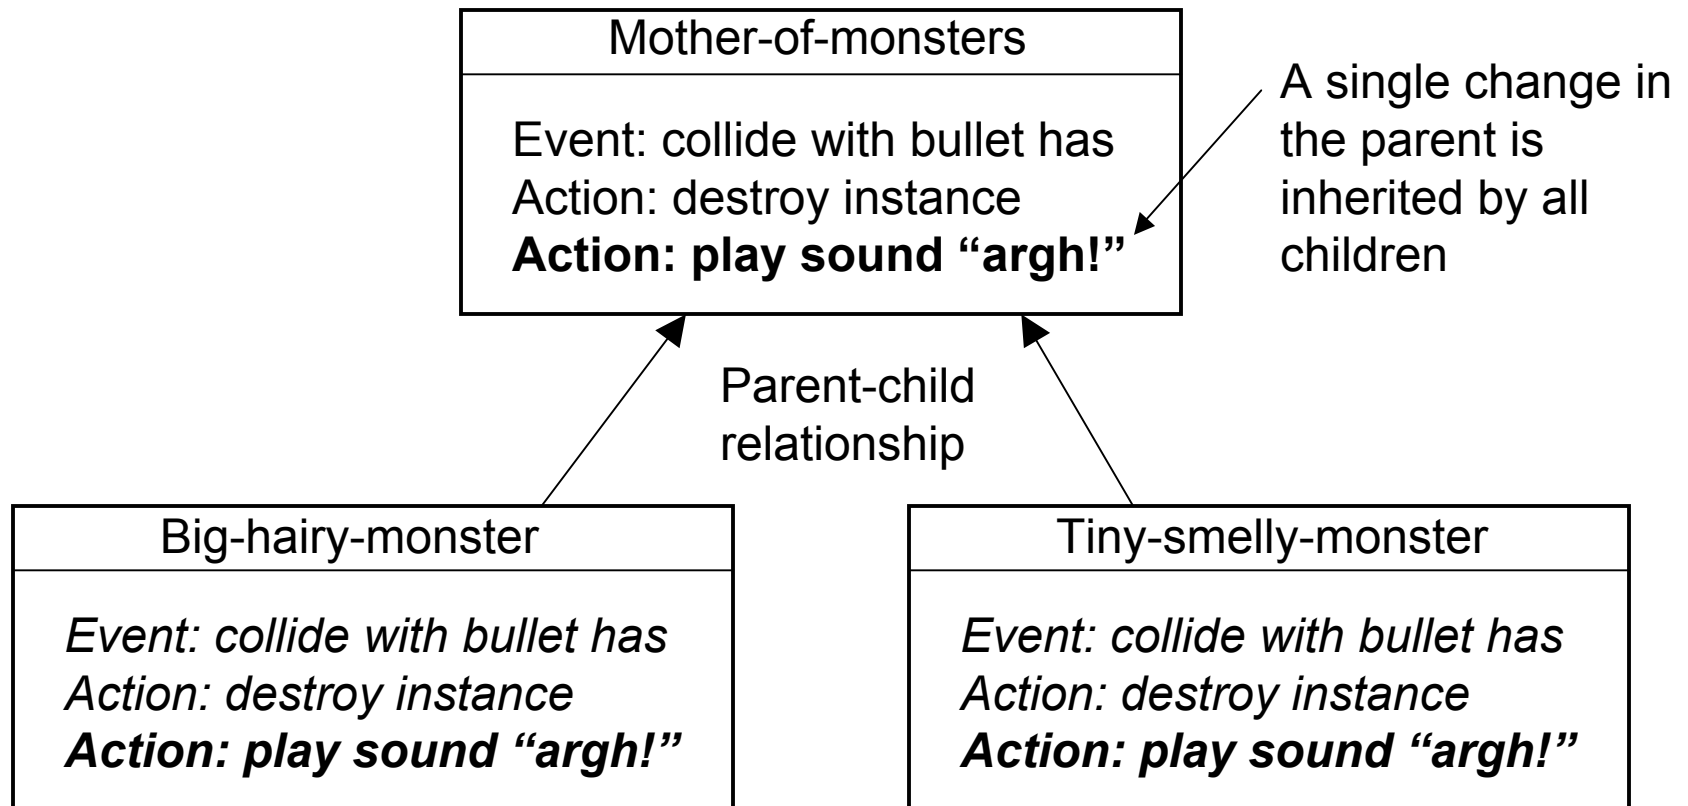 Mother-of-monsters
Event: collide with bullet has
Action: destroy instance
Action: play sound “argh!”
A single change in
the parent is
inherited by all
children
Parent-child
relationship
Big-hairy-monster
Event: collide with bullet has
Action: destroy instance
Action: play sound “argh!”
Tiny-smelly-monster
Event: collide with bullet has
Action: destroy instance
Action: play sound “argh!”